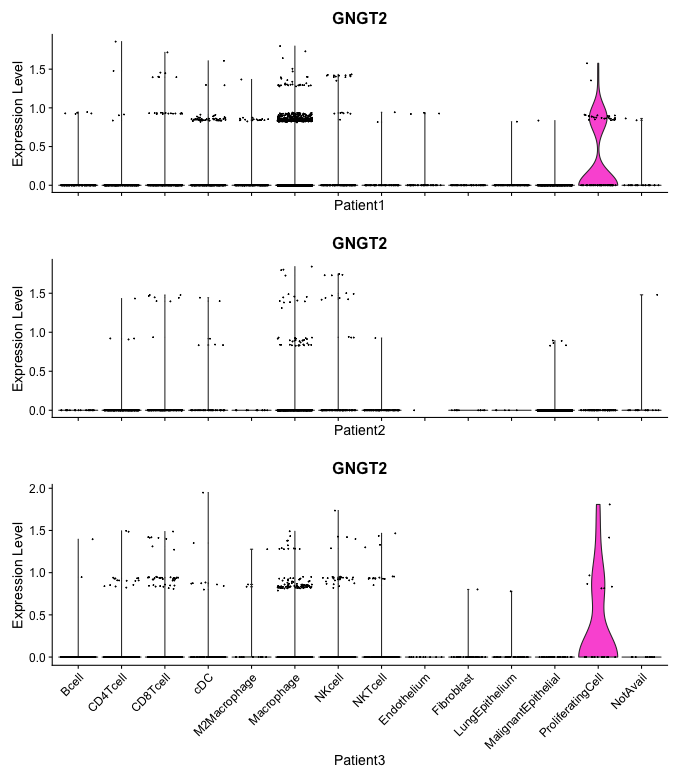 GNGT2
Expression Level
1.5
1.0
0.5
0.0
Patient1
GNGT2
Expression Level
1.5
1.0
0.5
0.0
Patient2
GNGT2
Expression Level
2.0
1.5
1.0
0.5
0.0
Bcell
CD4Tcell
CD8Tcell
cDC
M2Macrophage
Macrophage
NKcell
NKTcell
Endothelium
Fibroblast
LungEpithelium
MalignantEpithelial
ProliferatingCell
NotAvail
Patient3